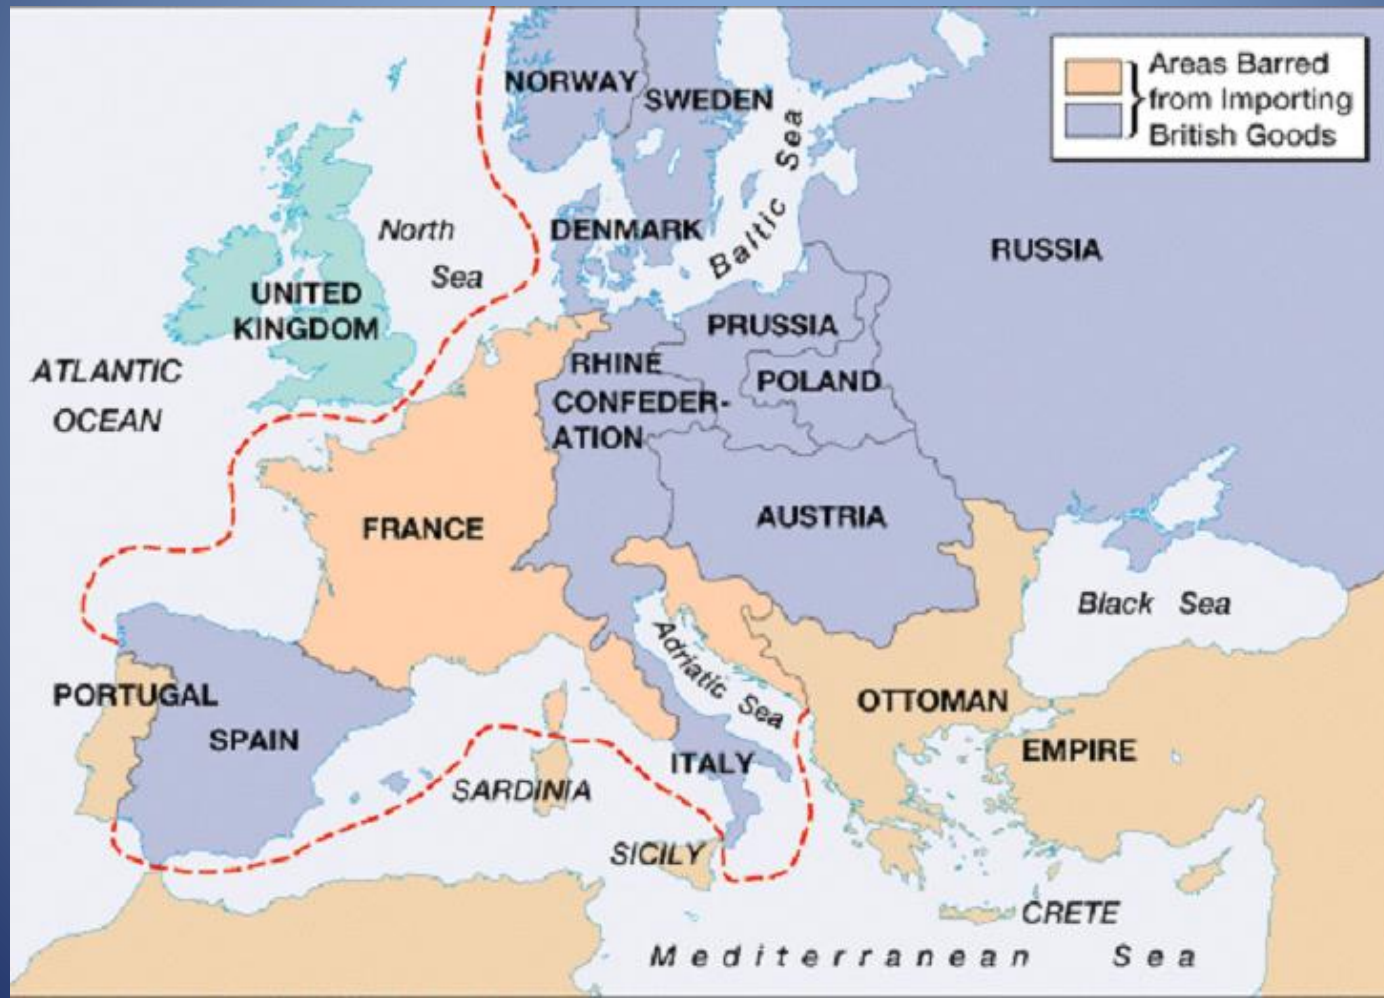 Areas Barred
from Importing
British Goods
NORWAY
SWEDEN
Baltic Sea
North
Sea
DENMARK
RUSSIA
UNITED
KINGDOM
PRUSSIA
ATLANTIC
OCEAN
RHINE
CONFEDER-
ATION
POLAND
FRANCE
AUSTRIA
Black Sea
Adriatic Sea
PORTUGAL
SPAIN
OTTOMAN
EMPIRE
ITALY
SARDINIA
SICILY
CRETE
Mediterranean Sea